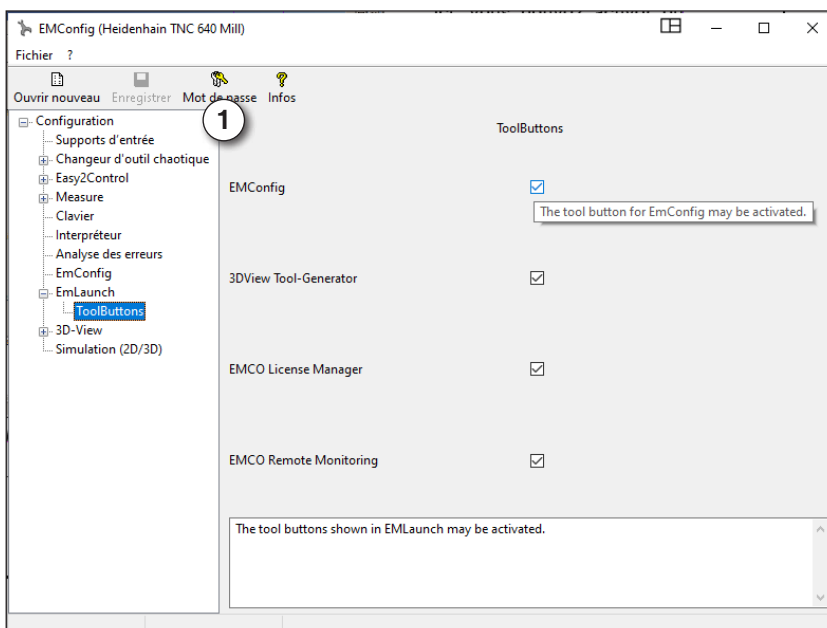 EMConfig (Heidenhain TNC 640 Mill)
Fichier ?
Ouvrir nouveau Enregistrer Mot de passe Infos
1
Configuration
Supports d'entrée
Changeur d'outil chaotique
Easy2Control
Measure
Clavier
Interpréteur
Analyse des erreurs
EmConfig
EmLaunch
ToolButtons
3D-View
Simulation (2D/3D)
ToolButtons
EMConfig
The tool button for EmConfig may be activated.
3DView Tool-Generator
EMCO License Manager
EMCO Remote Monitoring
The tool buttons shown in EMLaunch may be activated.